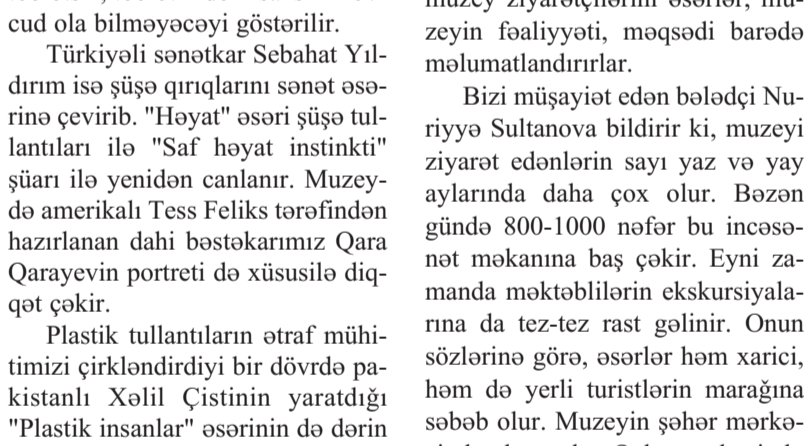 cud ola bilməyəcəyi göstərilir.
Türkiyəli sənətkar Sebahat Yıl-
dırım isə şüşə qırıqlarını sənət əsə-
rinə çevirib. "Həyat" əsəri şüşə tul-
lantıları ilə "Saf həyat instinkti"
şüarı ilə yenidən canlanır. Muzey-
də amerikalı Tess Feliks tərəfindən
hazırlanan dahi bəstəkarımız Qara
Qarayevin portreti də xüsusilə diq-
qət çəkir.
Plastik tullantıların ətraf mühi-
timizi çirkləndirdiyi bir dövrdə pa-
kistanlı Xəlil Çistinin yaratdığı
"Plastik insanlar" əsərinin də dərin
muzey ziyarətçilərini əsərlər, mu-
zeyin fəaliyyəti, məqsədi barədə
məlumatlandırırlar.
Bizi müşayiət edən bələdçi Nu-
riyyə Sultanova bildirir ki, muzeyi
ziyarət edənlərin sayı yaz və yay
aylarında daha çox olur. Bəzən
gündə 800-1000 nəfər bu incəsə-
nət məkanına baş çəkir. Eyni za-
manda məktəblilərin ekskursiyala-
rına da tez-tez rast gəlinir. Onun
sözlərinə görə, əsərlər həm xarici,
həm də yerli turistlərin marağına
səbəb olur. Muzeyin şəhər mərkə-